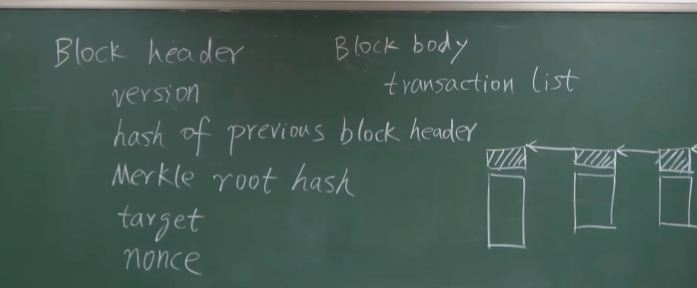 Block header
version
hash of previous block header
Merkle root hash
target
nonce
Block body
transaction list